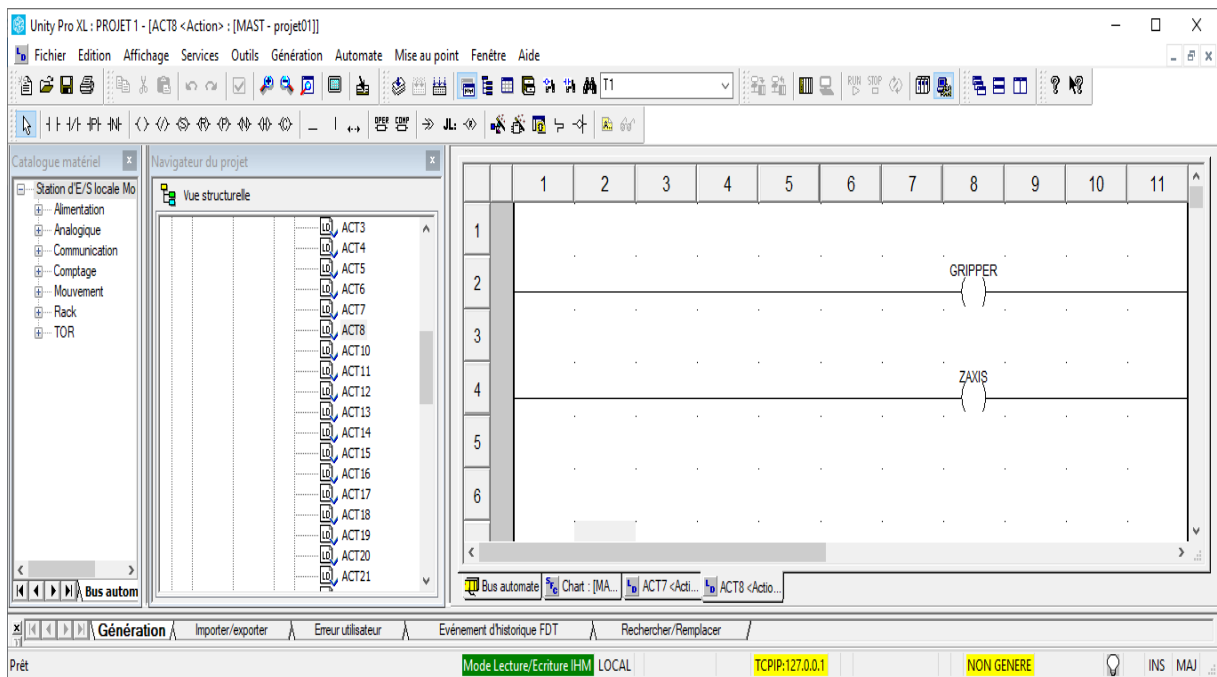 Unity Pro XL : PROJET 1 - [ACT8 <Action> : [MAST - projet01]]
Fichier Edition Affichage Services Outils Génération Automate Mise au point Fenêtre Aide
T1
RUN STOP
OPER COMP
JL:
Catalogue matériel
Station d'E/S locale Mo
Alimentation
Analogique
Communication
Comptage
Mouvement
Rack
TOR
Bus autom
Navigateur du projet
Vue structurelle
ACT3
ACT4
ACT5
ACT6
ACT7
ACT8
ACT10
ACT11
ACT12
ACT13
ACT14
ACT15
ACT16
ACT17
ACT18
ACT19
ACT20
ACT21
1 2 3 4 5 6 7 8 9 10 11
1
GRIPPER
2
3
ZAXIS
4
5
6
Bus automate Chart : [MA... ACT7 <Acti... ACT8 <Actio...
Génération Importer/exporter Erreur utilisateur Evénement d'historique FDT Rechercher/Remplacer
Prêt Mode Lecture/Ecriture IHM LOCAL TCPIP:127.0.0.1 NON GENERE INS MAJ